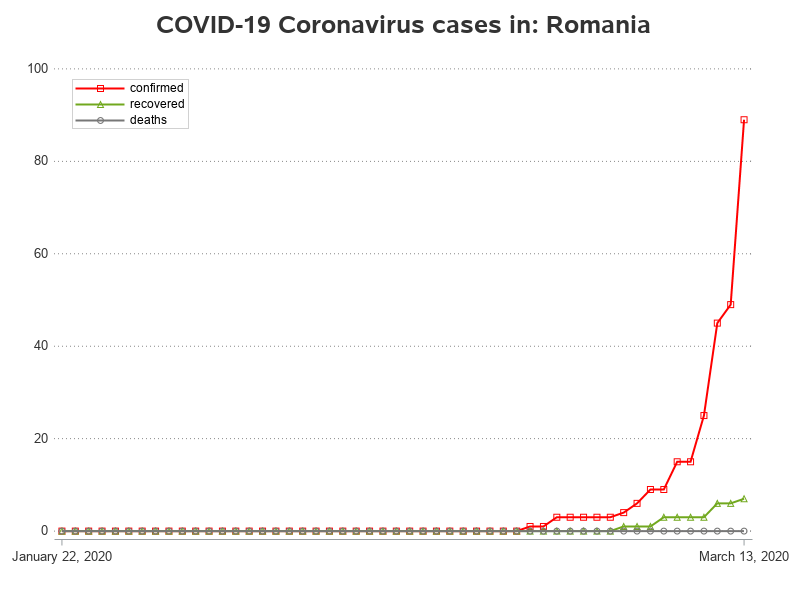 COVID-19 Coronavirus cases in: Romania
100
confirmed
recovered
deaths
80
60
40
20
0
January 22, 2020
March 13, 2020